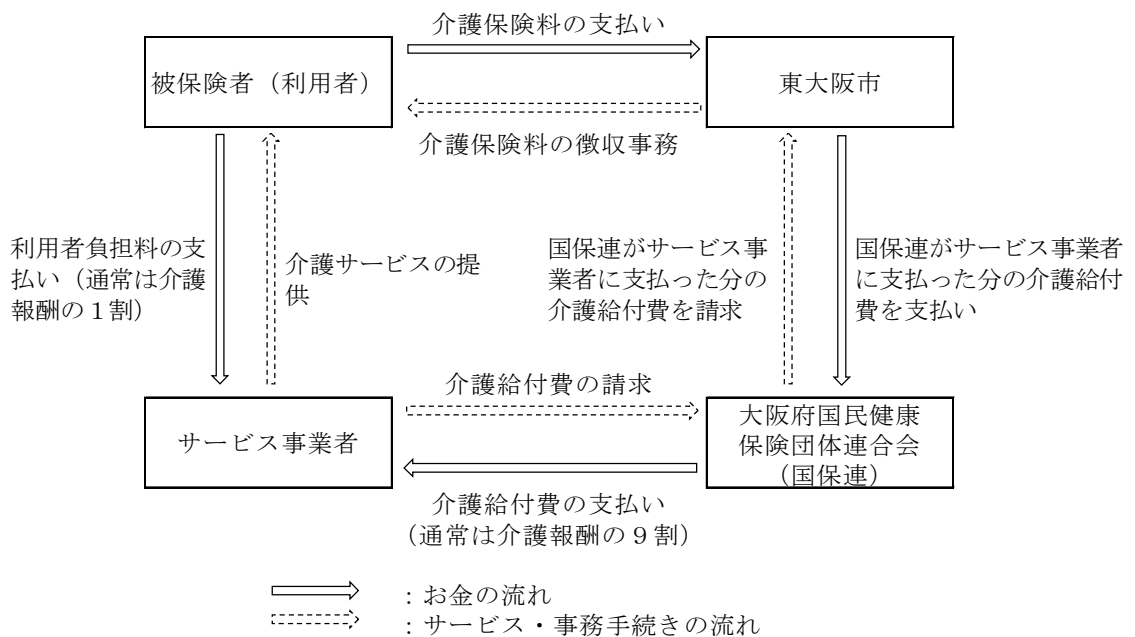 介護保険料の支払い
被保険者（利用者）
東大阪市
介護保険料の徴収事務
利用者負担料の支
払い（通常は介護
報酬の１割）
介護サービスの提
供
国保連がサービス事
業者に支払った分の
介護給付費を請求
国保連がサービス事業者
に支払った分の介護給付
費を支払い
介護給付費の請求
サービス事業者
大阪府国民健康
保険団体連合会
（国保連）
介護給付費の支払い
（通常は介護報酬の９割）
：お金の流れ
：サービス・事務手続きの流れ